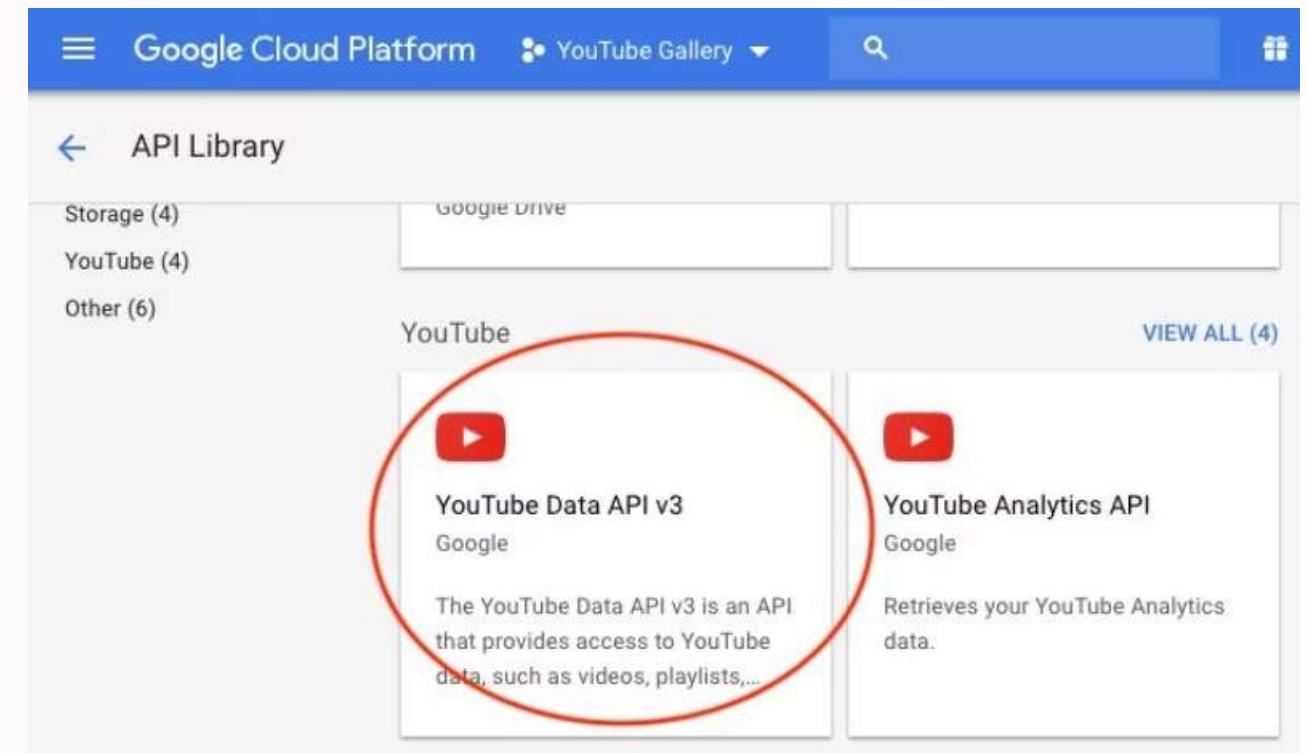 Google Cloud Platform YouTube Gallery
API Library
Storage (4)
YouTube (4)
Other (6)
Google Drive
YouTube VIEW ALL (4)
YouTube Data API v3
Google
The YouTube Data API v3 is an API
that provides access to YouTube
data, such as videos, playlists,...
YouTube Analytics API
Google
Retrieves your YouTube Analytics
data.